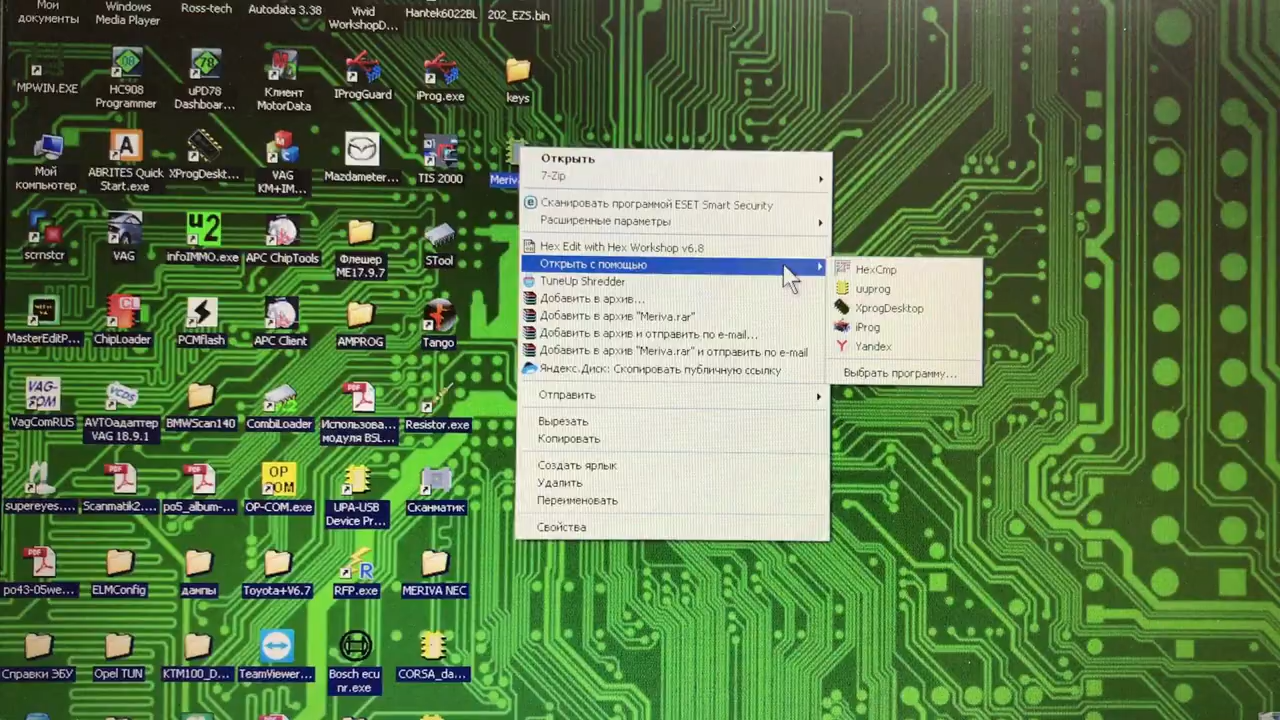 Мои
документы
Windows
Media Player
Ross-tech
Autodata 3.38
Vivid
WorkshopD...
Hantek6022BL
202_EZS.bin
MPWIN.EXE
HC908
Programmer
uPD78
Dashboar...
Клиент
MotorData
IProgGuard
iProg.exe
keys
Мой
компьютер
ABRITES Quick
Start.exe
XProgDeskt...
VAG
KM+IM...
Mazdameter...
TIS 2000
Meriva
scrnstcr
VAG
infoIMMO.exe
APC ChipTools
Флешер
ME17.9.7
STool
MasterEditP...
ChipLoader
PCMflash
APC Client
AMPROG
Tango
VAG-
COM
VCDS
VagComRUS
AVTOадаптер
VAG 18.9.1
BMWScan140
CombiLoader
Использова...
модуля BSL...
Resistor.exe
OP
COM
supereyes....
Scanmatik2....
po5_album-...
OP-COM.exe
UPA-USB
Device Pr...
Сканматик
po43-05we...
ELMConfig
дампы
Toyota+V6.7
RFP.exe
MERIVA NEC
Справки ЭБУ
Opel TUN
KTM100_D...
TeamViewer...
Bosch ecu
nr.exe
CORSA_da...
Открыть
7-Zip
Сканировать программой ESET Smart Security
Расширенные параметры
Hex Edit with Hex Workshop v6.8
Открыть с помощью
TuneUp Shredder
Добавить в архив...
Добавить в архив "Meriva.rar"
Добавить в архив и отправить по e-mail...
Добавить в архив "Meriva.rar" и отправить по e-mail
Яндекс.Диск: Скопировать публичную ссылку
Отправить
Вырезать
Копировать
Создать ярлык
Удалить
Переименовать
Свойства
HexCmp
uuprog
XprogDesktop
iProg
Yandex
Выбрать программу...